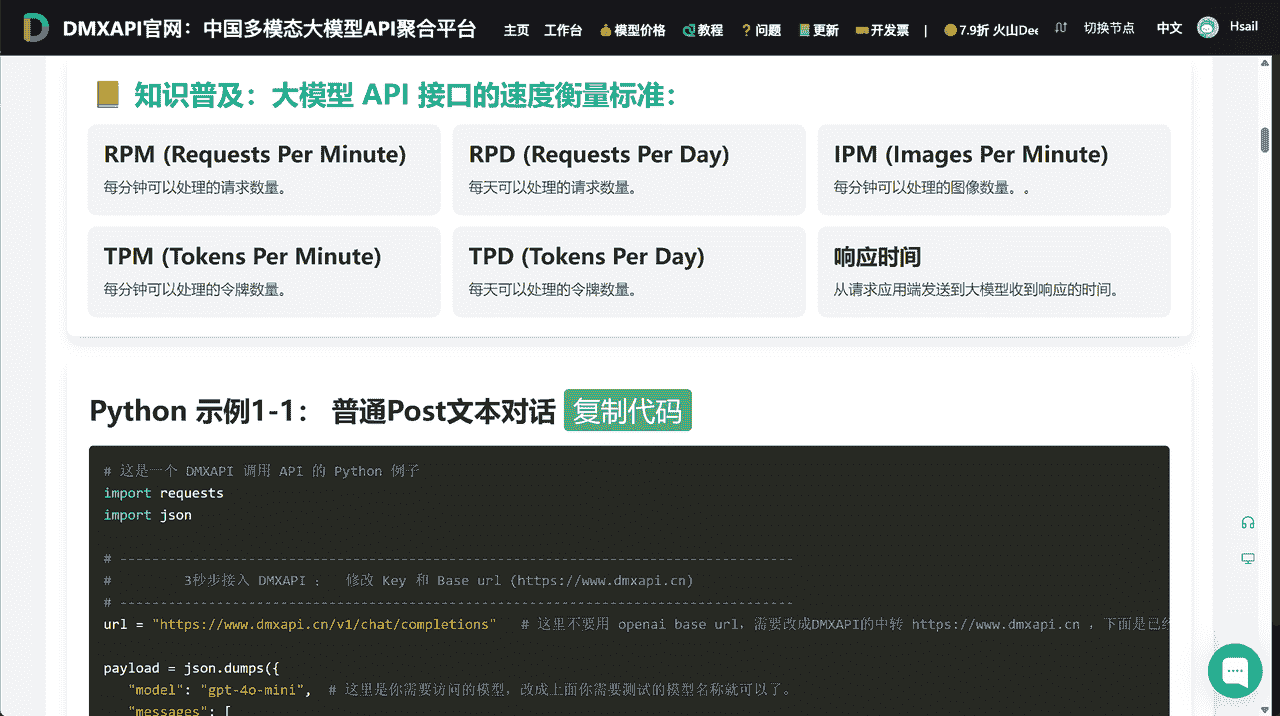 DMXAPI官网：中国多模态大模型API聚合平台 主页 工作台 模型价格 教程 问题 更新 开发票 | 7.9折 火山Dee 切换节点 中文 Hsail
知识普及：大模型 API 接口的速度衡量标准：
RPM (Requests Per Minute)
每分钟可以处理的请求数量。
RPD (Requests Per Day)
每天可以处理的请求数量。
IPM (Images Per Minute)
每分钟可以处理的图像数量。。
TPM (Tokens Per Minute)
每分钟可以处理的令牌数量。
TPD (Tokens Per Day)
每天可以处理的令牌数量。
响应时间
从请求应用端发送到大模型收到响应的时间。
Python 示例1-1： 普通Post文本对话 复制代码
# 这是一个 DMXAPI 调用 API 的 Python 例子
import requests
import json
# ------------------------------------------------------------------------------------
# 3秒步接入 DMXAPI ： 修改 Key 和 Base url (https://www.dmxapi.cn)
# ------------------------------------------------------------------------------------
url = "https://www.dmxapi.cn/v1/chat/completions" # 这里不要用 openai base url，需要改成DMXAPI的中转 https://www.dmxapi.cn ，下面是已经
payload = json.dumps({
"model": "gpt-4o-mini", # 这里是你需要访问的模型，改成上面你需要测试的模型名称就可以了。
"messages": [